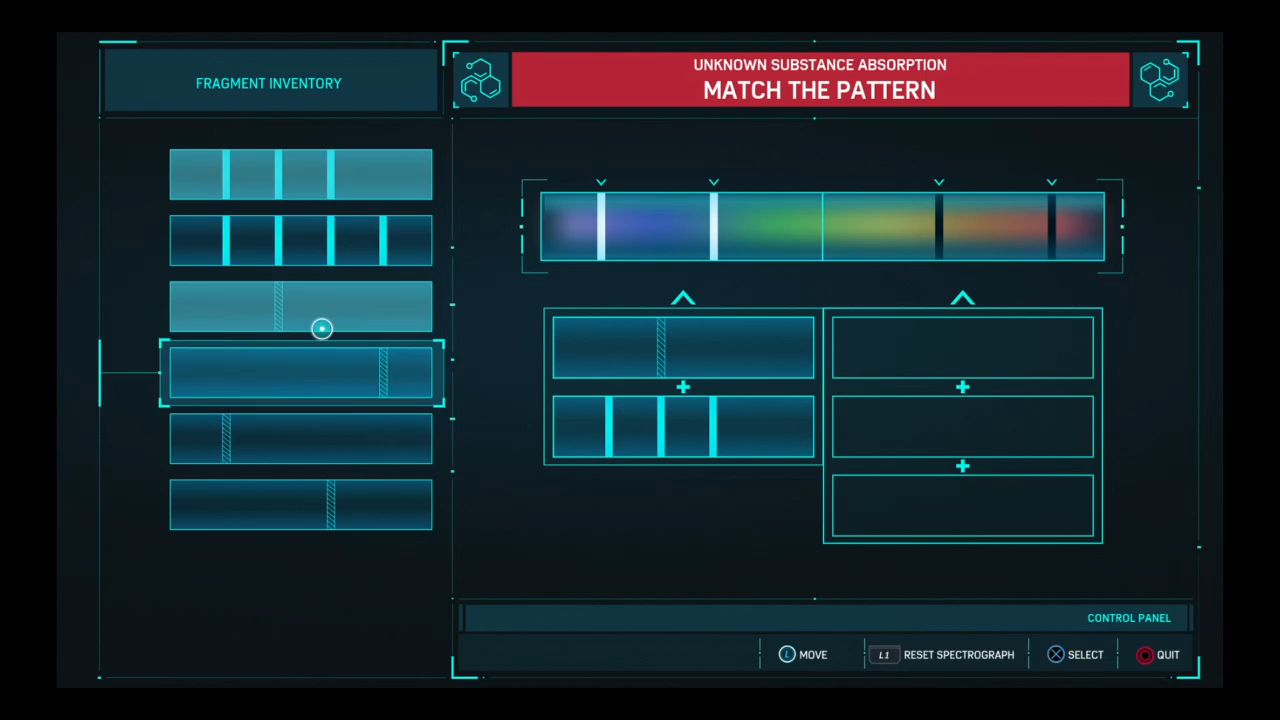 FRAGMENT INVENTORY
UNKNOWN SUBSTANCE ABSORPTION
MATCH THE PATTERN
CONTROL PANEL
L MOVE
L1 RESET SPECTROGRAPH
SELECT
QUIT